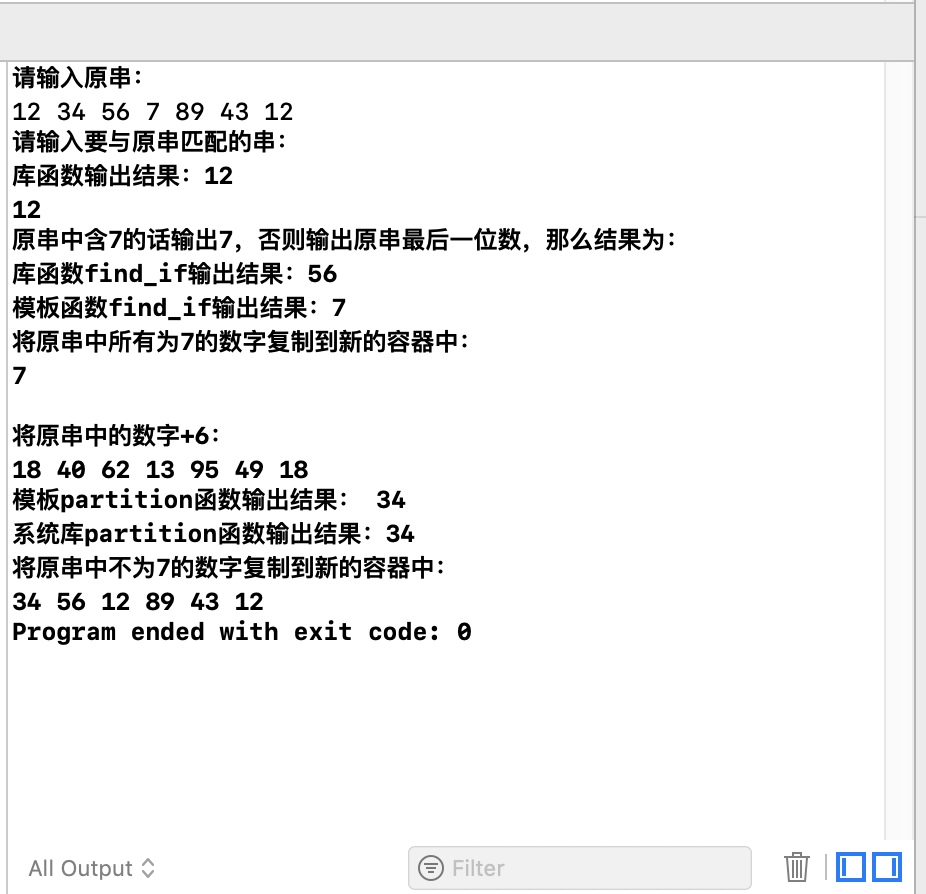 请输入原串：
12 34 56 7 89 43 12
请输入要与原串匹配的串：
库函数输出结果：12
12
原串中含7的话输出7，否则输出原串最后一位数，那么结果为：
库函数find_if输出结果：56
模板函数find_if输出结果：7
将原串中所有为7的数字复制到新的容器中：
7
将原串中的数字+6：
18 40 62 13 95 49 18
模板partition函数输出结果： 34
系统库partition函数输出结果：34
将原串中不为7的数字复制到新的容器中：
34 56 12 89 43 12
Program ended with exit code: 0
All Output
Filter